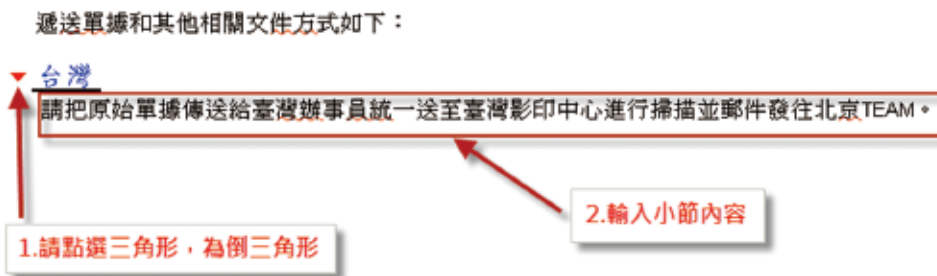 遞送單據和其他相關文件方式如下：
台灣
請把原始單據傳送給臺灣辦事員統一送至臺灣影印中心進行掃描並郵件發往北京TEAM。
2.輸入小節內容
1.請點選三角形，為倒三角形